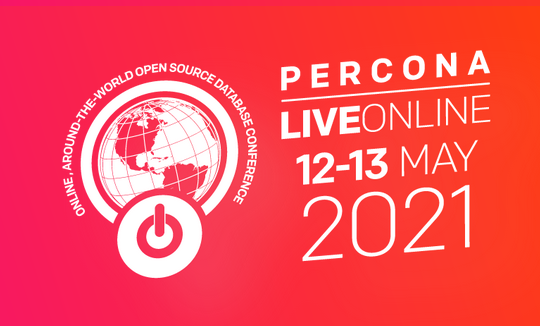 ONLINE, AROUND-THE-WORLD OPEN SOURCE DATABASE CONFERENCE
PERCONA
LIVEONLINE
12-13 MAY
2021